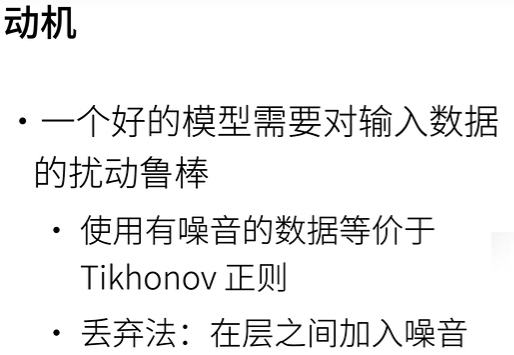 动机
• 一个好的模型需要对输入数据
的扰动鲁棒
• 使用有噪音的数据等价于
Tikhonov 正则
• 丢弃法：在层之间加入噪音